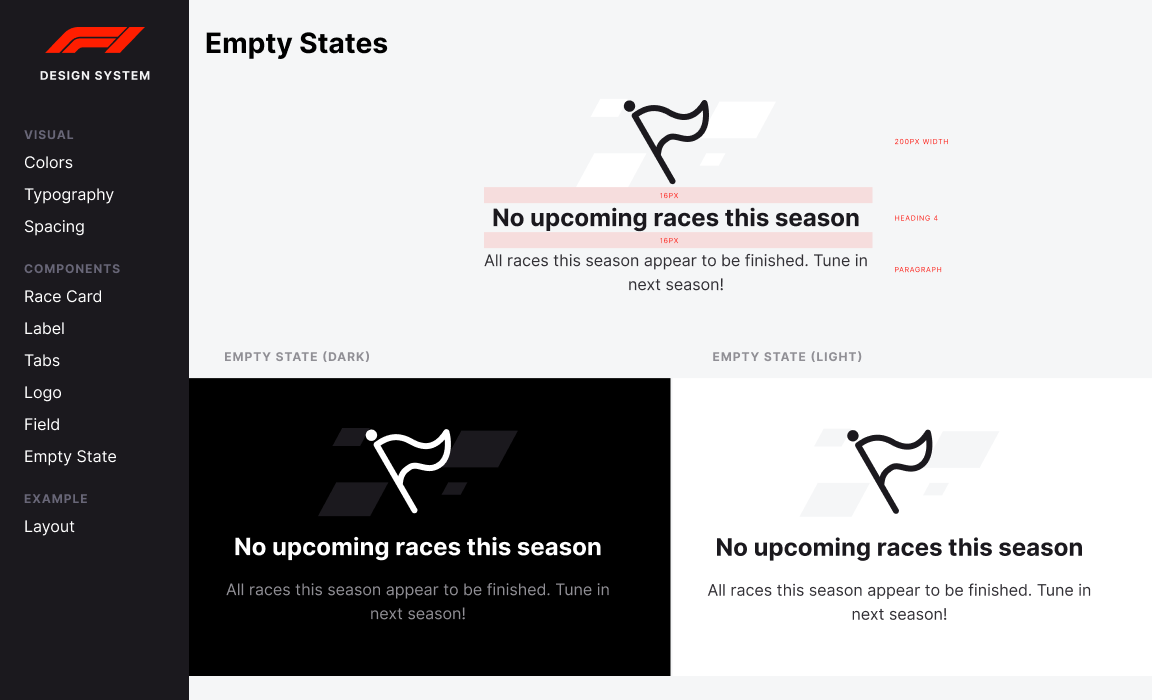 DESIGN SYSTEM
VISUAL
Colors
Typography
Spacing
COMPONENTS
Race Card
Label
Tabs
Logo
Field
Empty State
EXAMPLE
Layout
Empty States
200PX WIDTH
16PX
No upcoming races this season
HEADING 4
16PX
All races this season appear to be finished. Tune in
next season!
PARAGRAPH
EMPTY STATE (DARK)
No upcoming races this season
All races this season appear to be finished. Tune in
next season!
EMPTY STATE (LIGHT)
No upcoming races this season
All races this season appear to be finished. Tune in
next season!